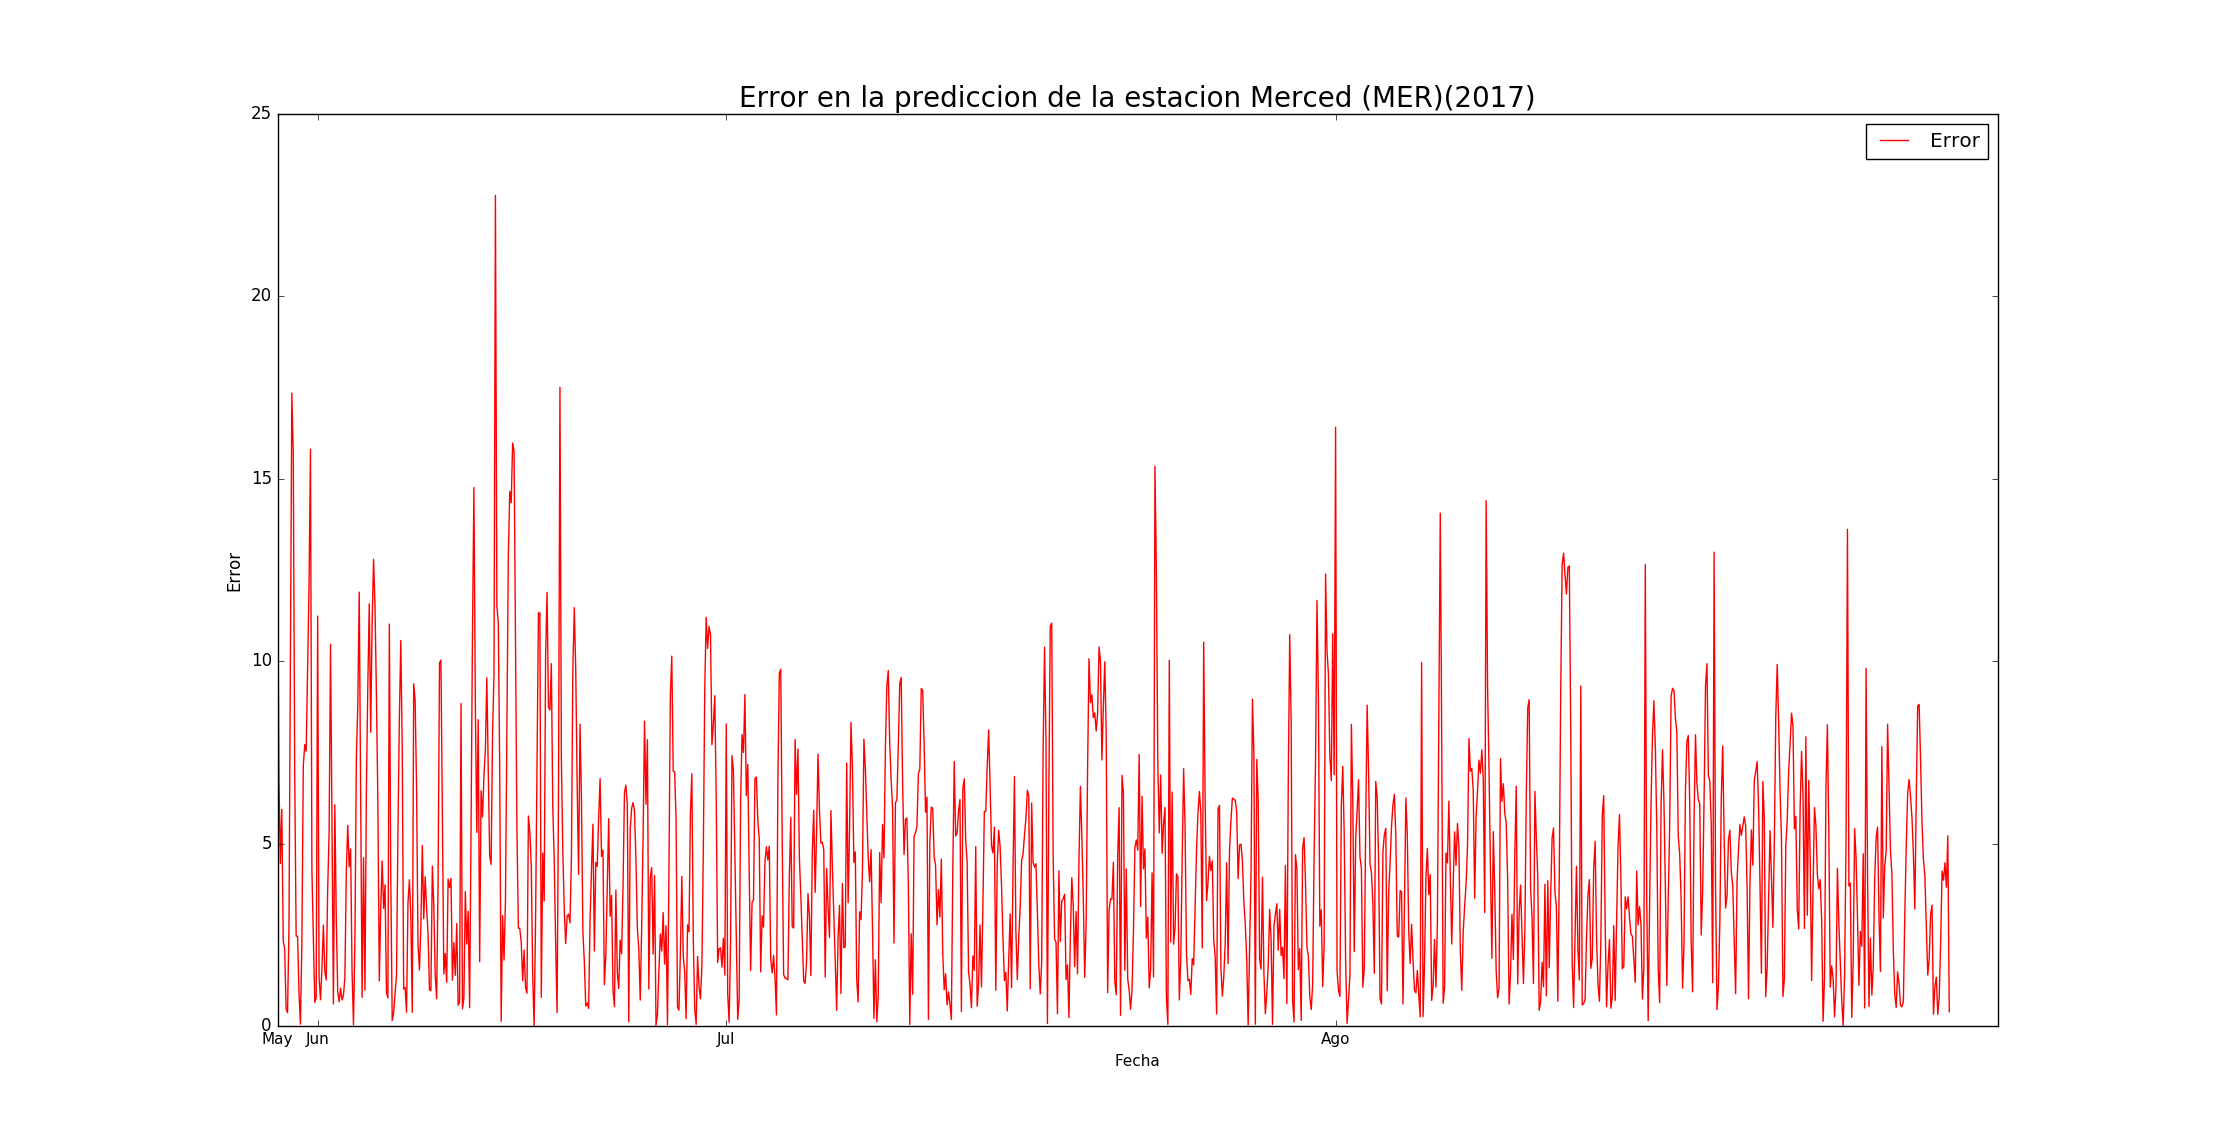 Error en la prediccion de la estacion Merced (MER)(2017)
25
20
15
10
5
0
Error
Error
May Jun Jul Ago
Fecha